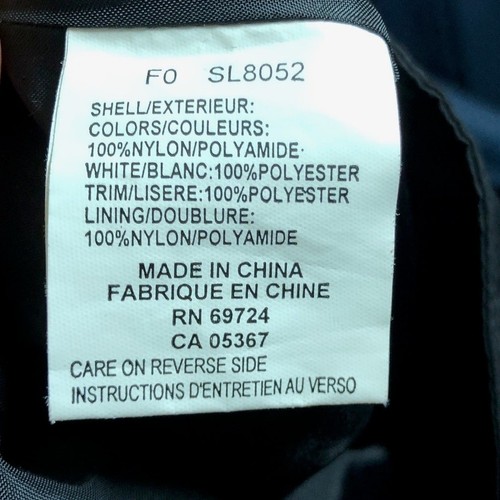 FO SL8052
SHELL/EXTERIEUR:
COLORS/COULEURS:
100%NYLON/POLYAMIDE
WHITE/BLANC:100%POLYESTER
TRIM/LISERE:100%POLYESTER
LINING/DOUBLURE:
100%NYLON/POLYAMIDE
MADE IN CHINA
FABRIQUE EN CHINE
RN 69724
CA 05367
CARE ON REVERSE SIDE
INSTRUCTIONS D'ENTRETIEN AU VERSO